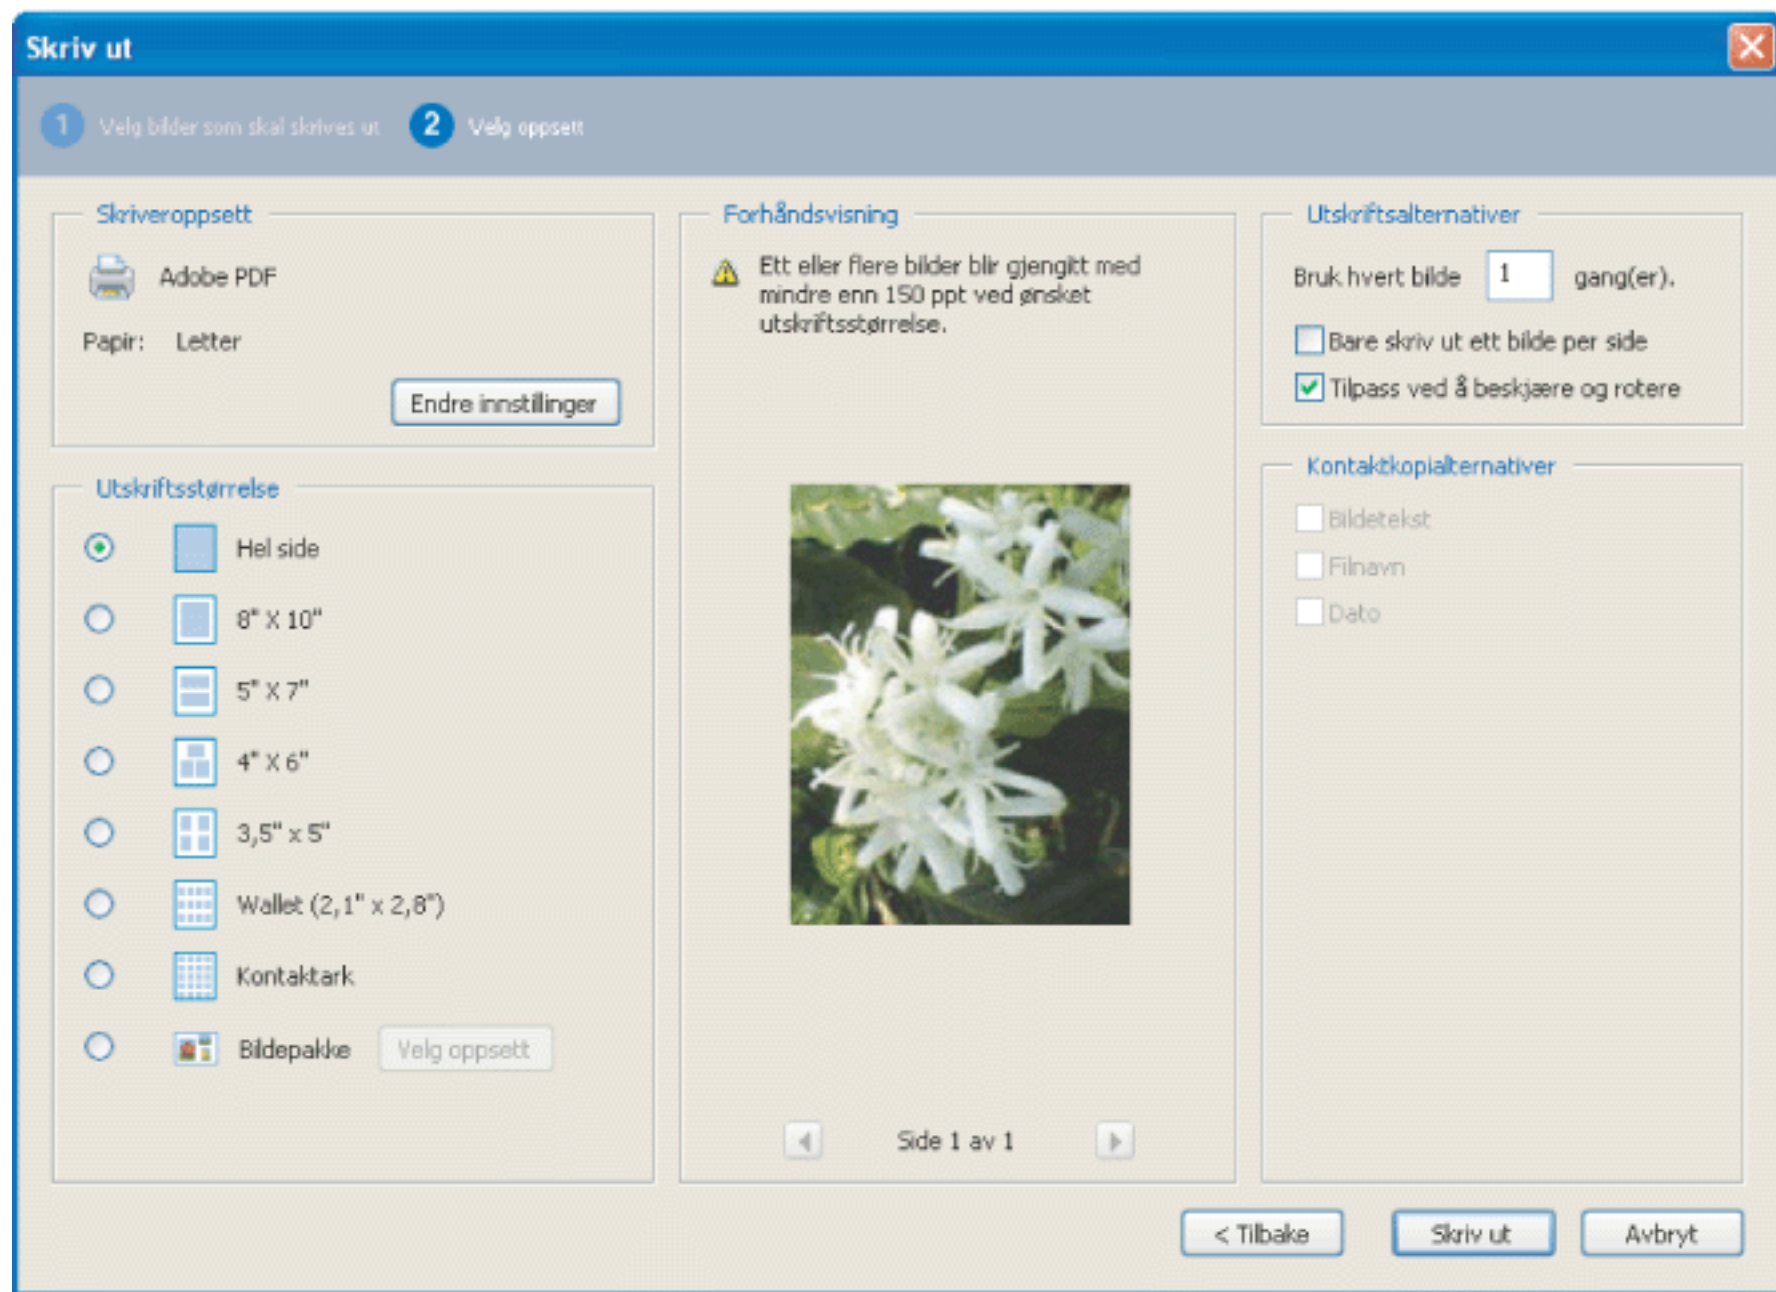 Skriv ut
1 Velg bilder som skal skrives ut 2 Velg oppsett
Skriveroppsett
Adobe PDF
Papir: Letter
Endre innstillinger
Utskriftsstørrelse
Hel side
8" X 10"
5" X 7"
4" X 6"
3,5" x 5"
Wallet (2,1" x 2,8")
Kontaktark
Bildepakke Velg oppsett
Forhåndsvisning
Ett eller flere bilder blir gjengitt med
mindre enn 150 ppt ved ønsket
utskriftsstørrelse.
Side 1 av 1
Utskriftsalternativer
Bruk hvert bilde 1 gang(er).
Bare skriv ut ett bilde per side
Tilpass ved å beskjære og rotere
Kontaktkopialternativer
Bildetekst
Filnavn
Dato
< Tilbake Skriv ut Avbryt